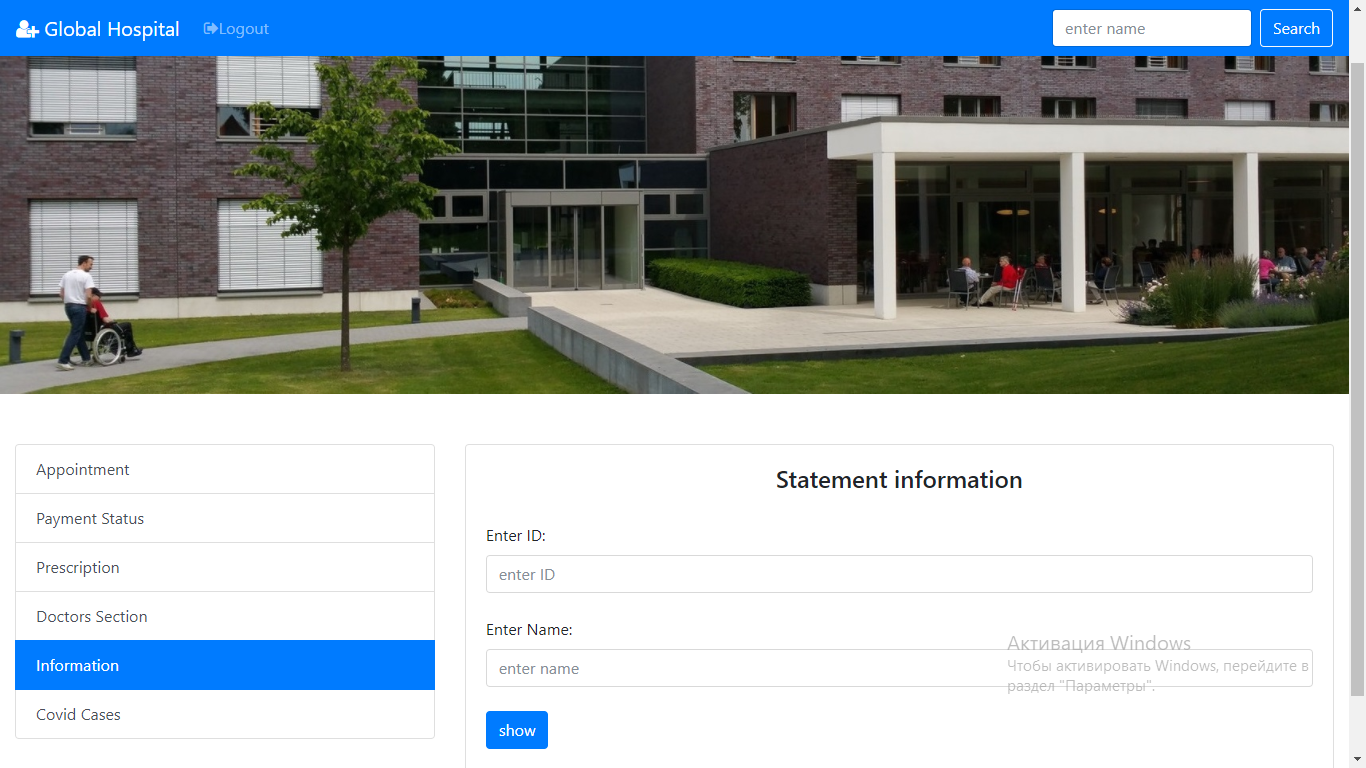 Global Hospital
Logout
enter name
Search
Appointment
Payment Status
Prescription
Doctors Section
Information
Covid Cases
Statement information
Enter ID:
enter ID
Enter Name:
enter name
show
Активация Windows
Чтобы активировать Windows, перейдите в
раздел "Параметры".